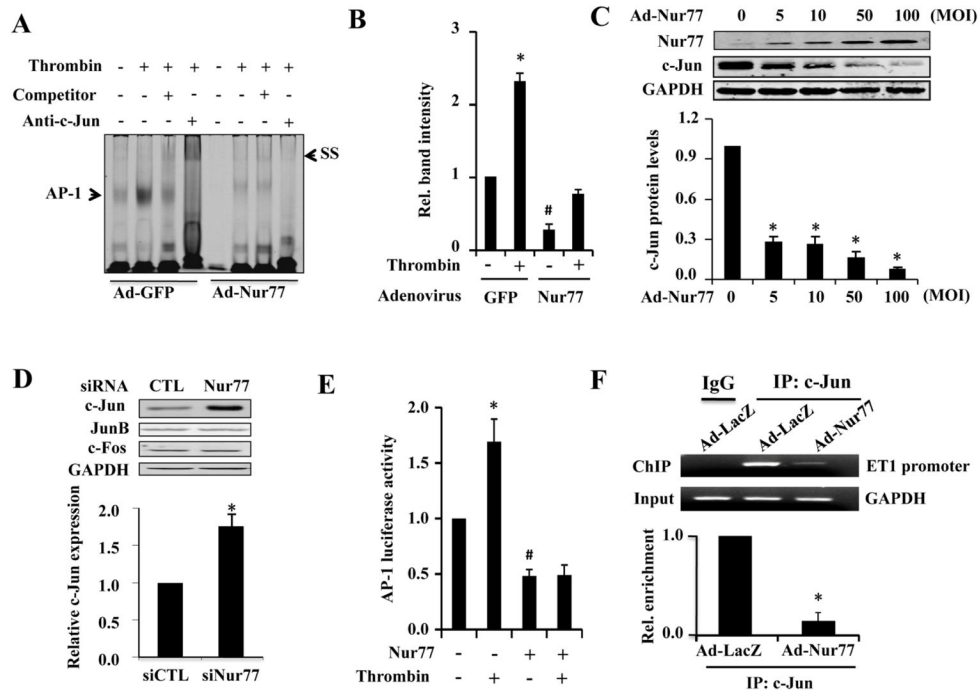 A
Thrombin - + + + - + + +
Competitor - - + - - - + -
Anti-c-Jun - - - + - - - +
SS
AP-1
Ad-GFP Ad-Nur77
B
Rel. band intensity
3
2
1
0
*
#
Thrombin - + - +
Adenovirus GFP Nur77
C
Ad-Nur77 0 5 10 50 100 (MOI)
Nur77
c-Jun
GAPDH
c-Jun protein levels
1.2
0.9
0.6
0.3
0.0
* * * *
Ad-Nur77 0 5 10 50 100 (MOI)
D
siRNA CTL Nur77
c-Jun
JunB
c-Fos
GAPDH
Relative c-Jun expression
2.0
1.5
1.0
0.5
0.0
*
siCTL siNur77
E
AP-1 luciferase activity
2.0
1.5
1.0
0.5
0.0
*
#
Nur77 - - + +
Thrombin - + - +
F
IgG IP: c-Jun
Ad-LacZ Ad-LacZ Ad-Nur77
ChIP ET1 promoter
Input GAPDH
Rel. enrichment
1.0
0.5
0.0
*
Ad-LacZ Ad-Nur77
IP: c-Jun